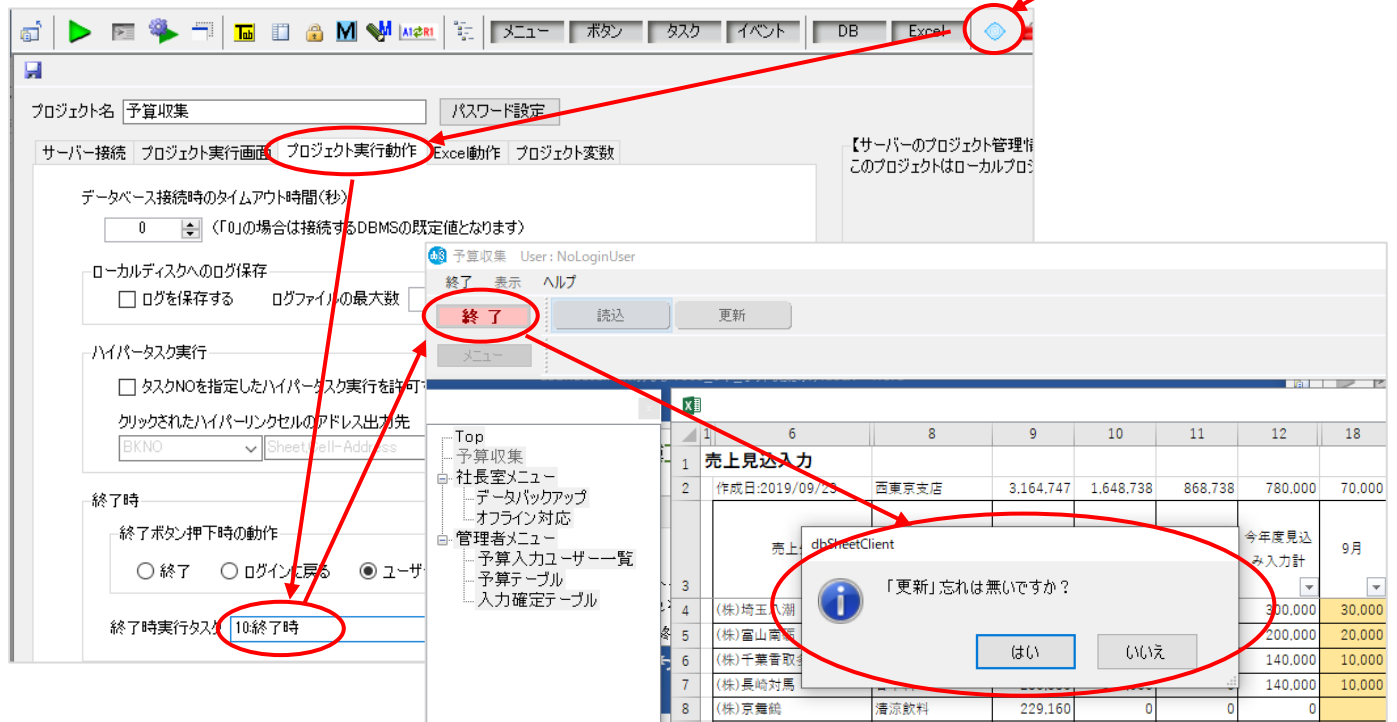 Tab
M
A1⇄R1
メニュー ボタン タスク イベント DB Excel
プロジェクト名 予算収集 パスワード設定
サーバー接続 プロジェクト実行画面 プロジェクト実行動作 Excel動作 プロジェクト変数
【サーバーのプロジェクト管理情
このプロジェクトはローカルプロジ
データベース接続時のタイムアウト時間(秒)
0 (「0」の場合は接続するDBMSの既定値となります)
ローカルディスクへのログ保存
ログを保存する ログファイルの最大数
ハイパータスク実行
タスクNOを指定したハイパータスク実行を許可
クリックされたハイパーリンクセルのアドレス出力先
BKNO Sheet,Cell-Address
終了時
終了ボタン押下時の動作
終了 ログインに戻る ユーザ
終了時実行タスク 10:終了時
予算収集 User : NoLoginUser
終了 表示 ヘルプ
終 了 読込 更新
メニュー
Top
予算収集
社長室メニュー
データバックアップ
オフライン対応
管理者メニュー
予算入力ユーザー一覧
予算テーブル
入力確定テーブル
1 6 8 9 10 11 12 18
1 売上見込入力
2 作成日:2019/09/23 西東京支店 3,164,747 1,648,738 868,738 780,000 70,000
3 売上 今年度見込み入力計 9月
4 (株)埼玉八潮 300,000 30,000
5 (株)富山南砺 200,000 20,000
6 (株)千葉香取 140,000 10,000
7 (株)長崎対馬 140,000 10,000
8 (株)京舞鶴 清涼飲料 229,160 0 0 0
dbSheetClient
「更新」忘れは無いですか?
はい いいえ